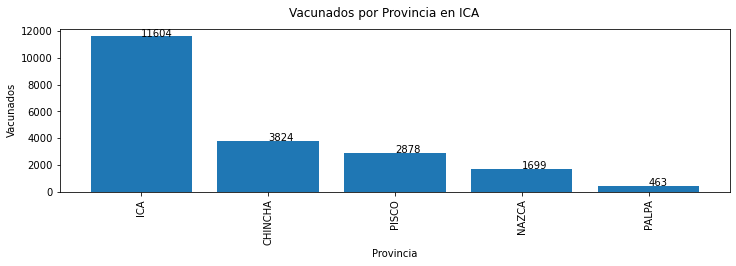 Vacunados por Provincia en ICA
Vacunados
12000
10000
8000
6000
4000
2000
0
11604
3824
2878
1699
463
ICA
CHINCHA
PISCO
NAZCA
PALPA
Provincia